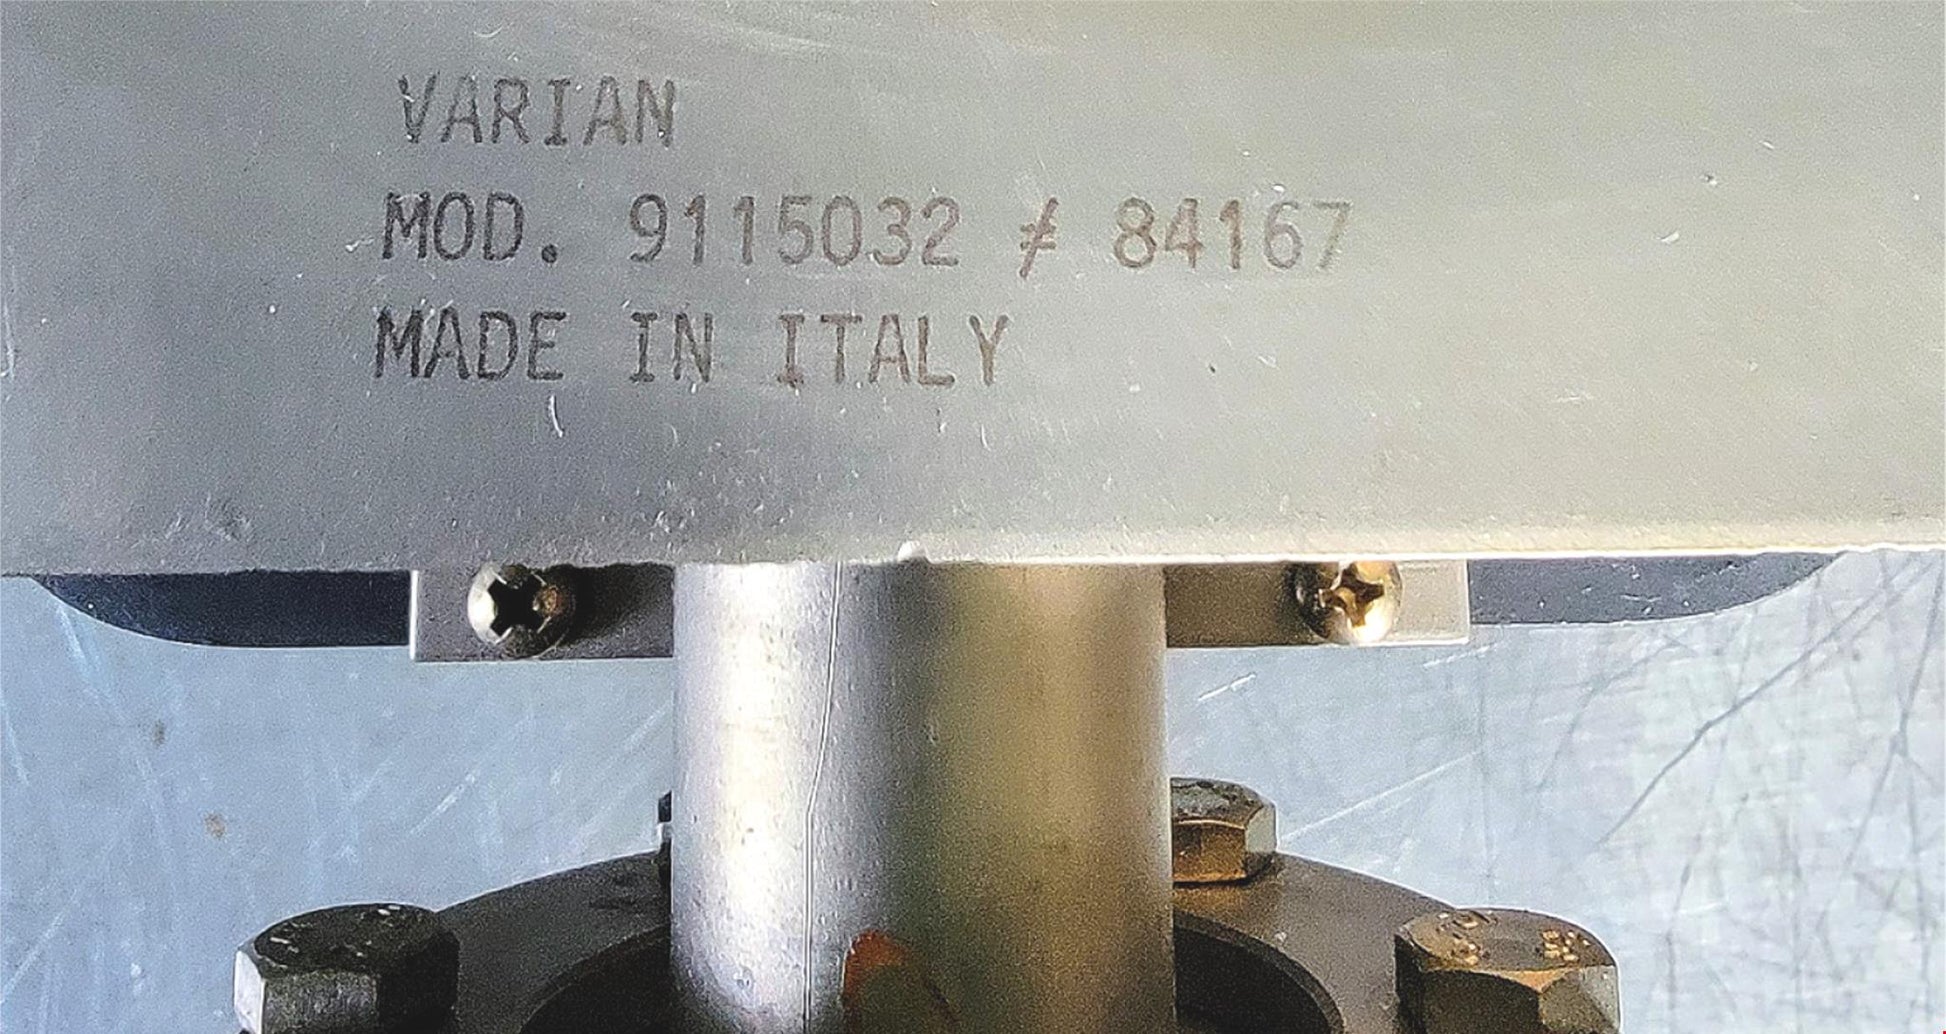 VARIAN
MOD. 9115032 ≠ 84167
MADE IN ITALY